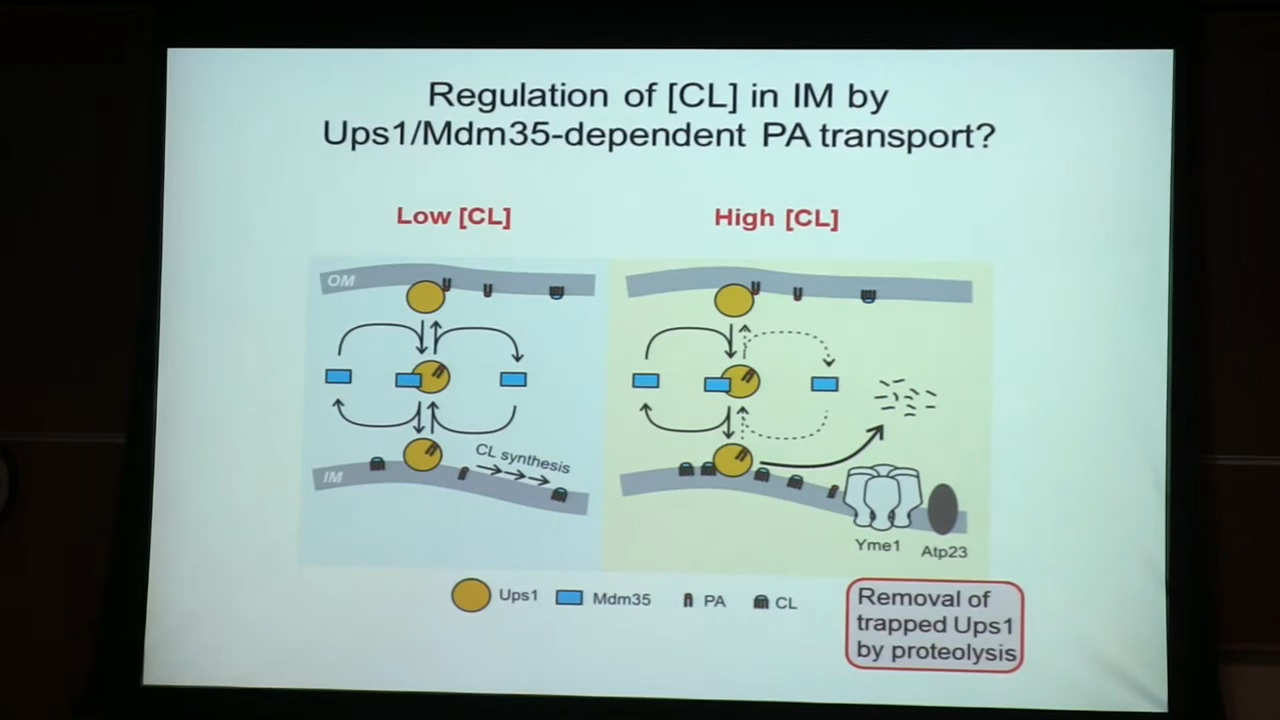 Regulation of [CL] in IM by
Ups1/Mdm35-dependent PA transport?
Low [CL]
High [CL]
OM
CL synthesis
IM
Yme1
Atp23
Ups1
Mdm35
PA
CL
Removal of
trapped Ups1
by proteolysis